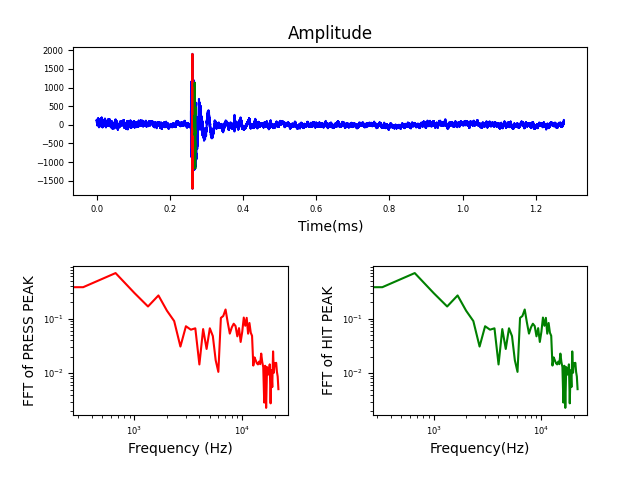 Amplitude
2000
1500
1000
500
0
−500
−1000
−1500
0.0 0.2 0.4 0.6 0.8 1.0 1.2
Time(ms)
FFT of PRESS PEAK
10⁻¹
10⁻²
10³ 10⁴
Frequency (Hz)
FFT of HIT PEAK
10⁻¹
10⁻²
10³ 10⁴
Frequency(Hz)